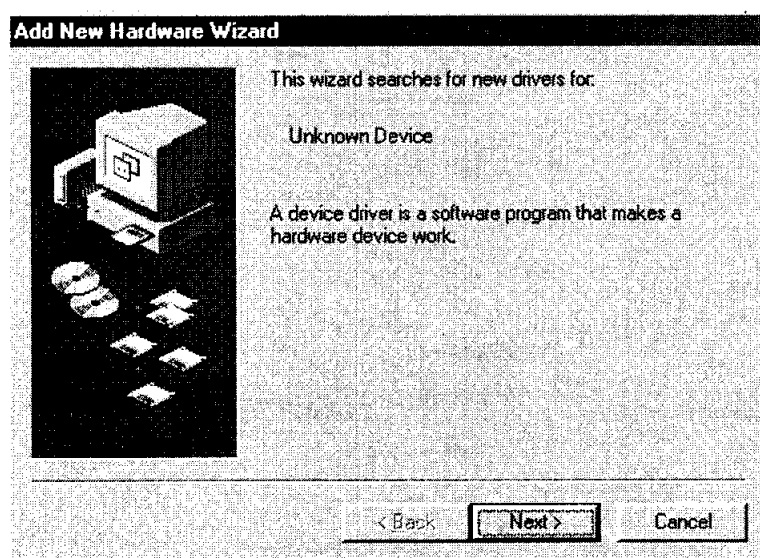 Add New Hardware Wizard
This wizard searches for new drivers for:
Unknown Device
A device driver is a software program that makes a
hardware device work.
< Back
Next >
Cancel